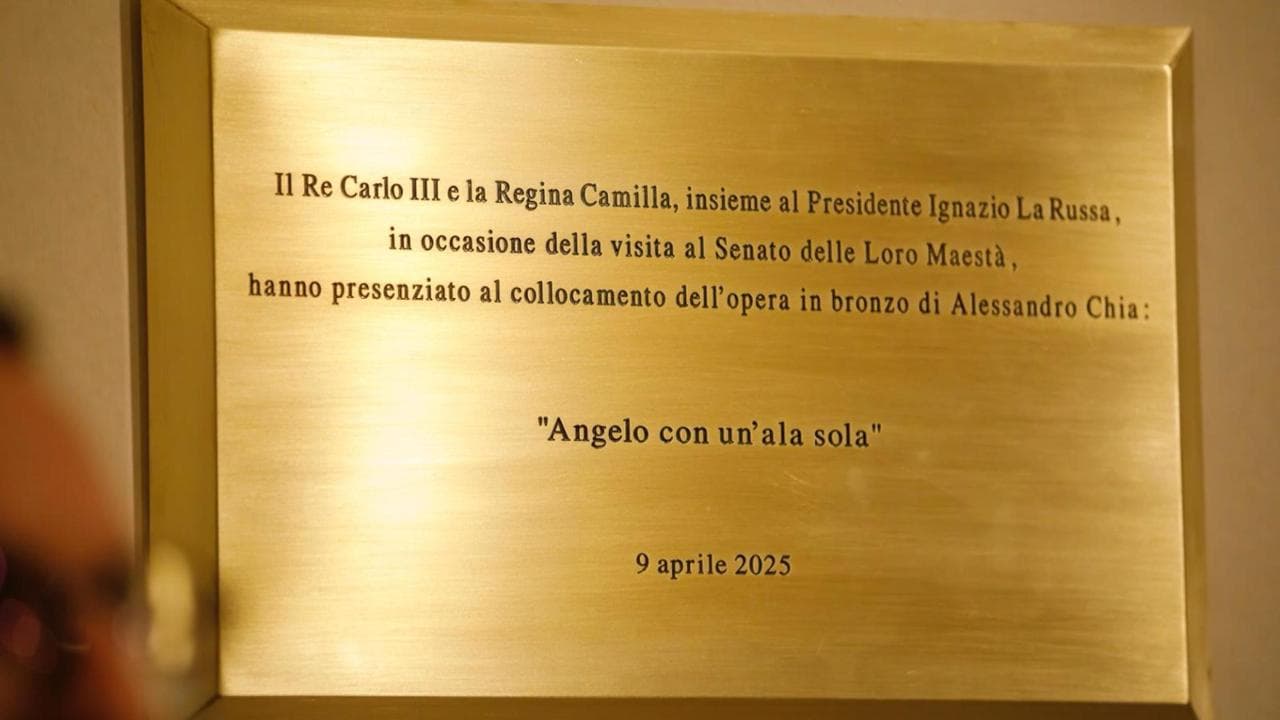 Il Re Carlo III e la Regina Camilla, insieme al Presidente Ignazio La Russa,
in occasione della visita al Senato delle Loro Maestà,
hanno presenziato al collocamento dell'opera in bronzo di Alessandro Chia:
"Angelo con un'ala sola"
9 aprile 2025